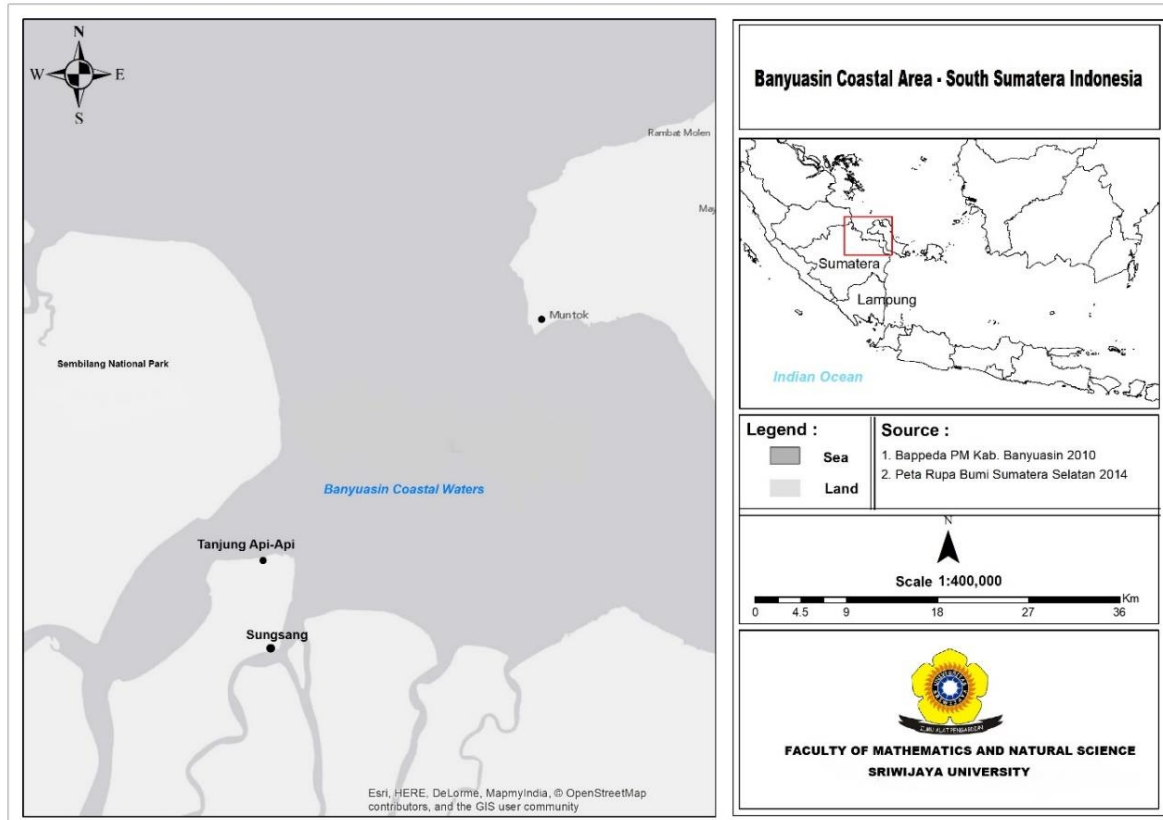 N
W E
S
Rambat Molen
May
Muntok
Sembilang National Park
Banyuasin Coastal Waters
Tanjung Api-Api
Sungsang
Esri, HERE, DeLorme, MapmyIndia, © OpenStreetMap
contributors, and the GIS user community
Banyuasin Coastal Area - South Sumatera Indonesia
Sumatera
Lampung
Indian Ocean
Legend :
Sea
Land
Source :
1. Bappeda PM Kab. Banyuasin 2010
2. Peta Rupa Bumi Sumatera Selatan 2014
N
Scale 1:400,000
Km
0 4.5 9 18 27 36
FACULTY OF MATHEMATICS AND NATURAL SCIENCE
SRIWIJAYA UNIVERSITY